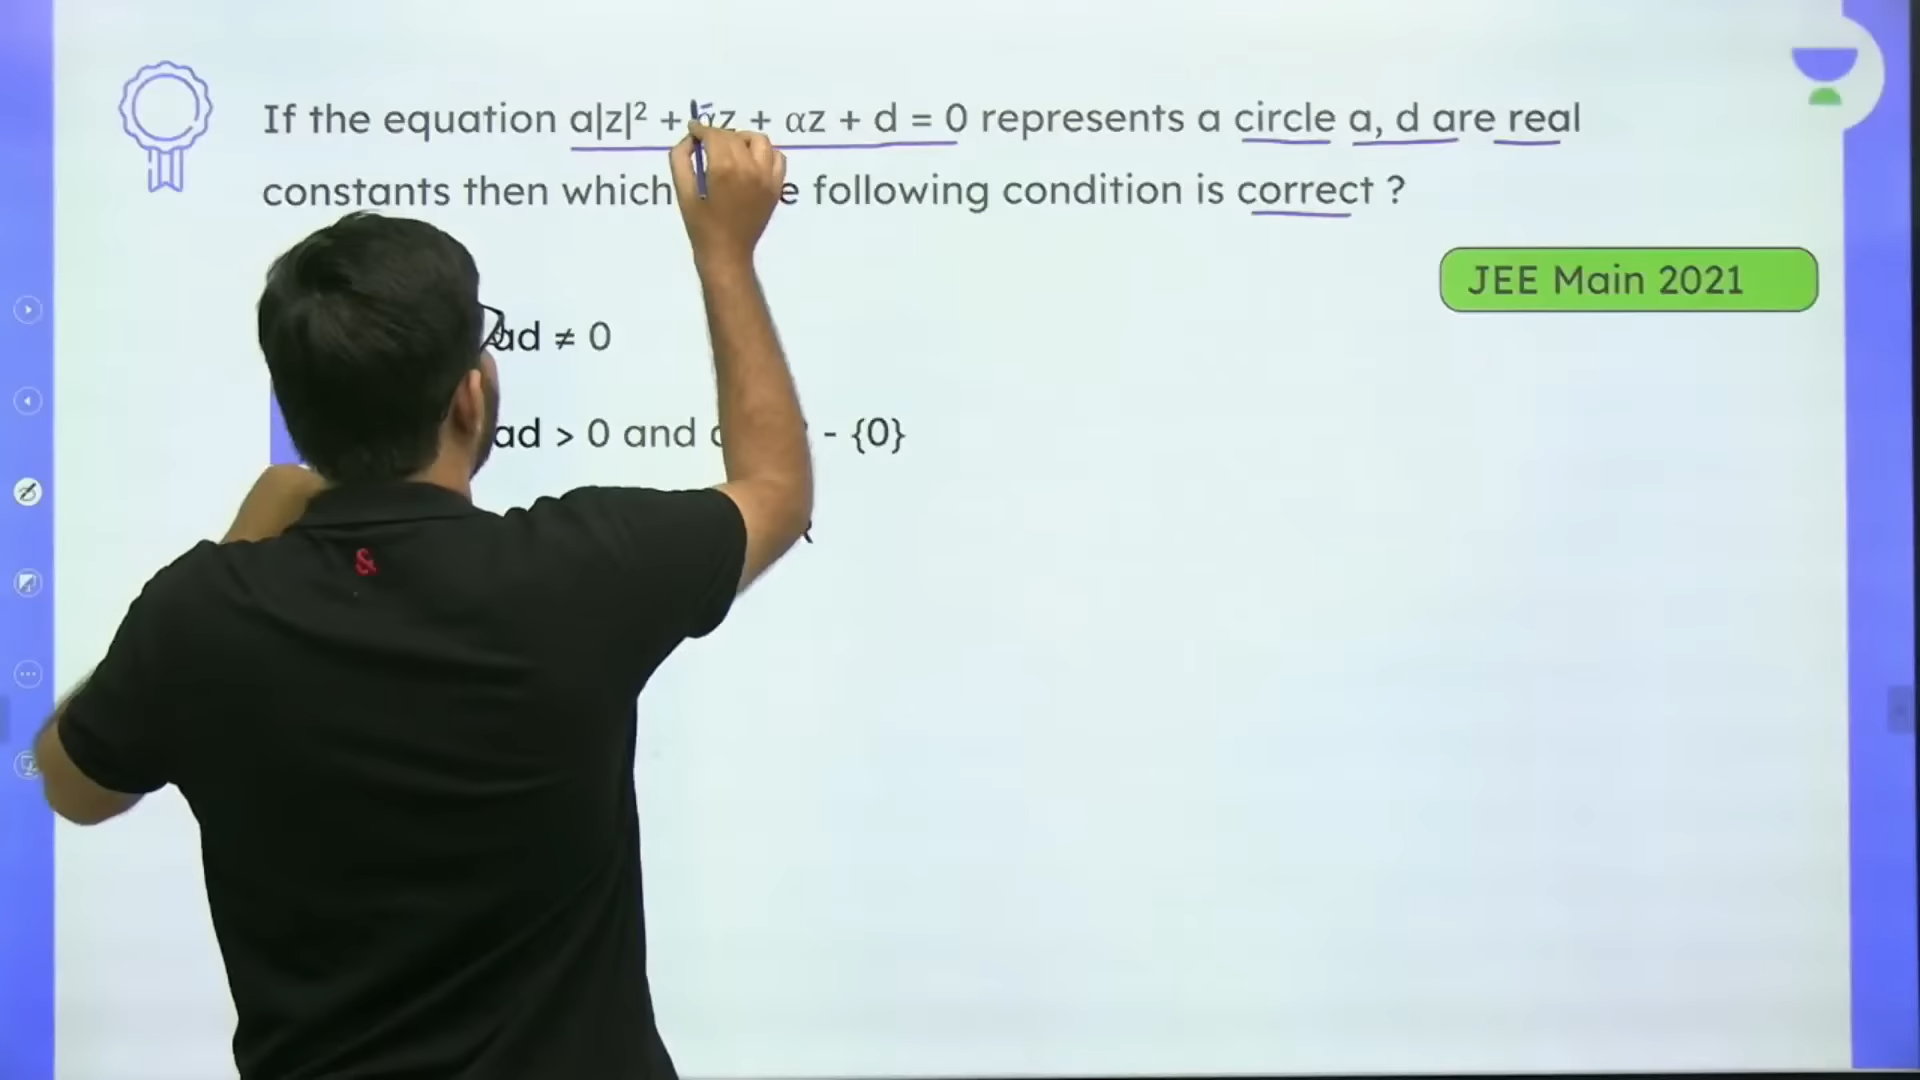 If the equation a|z|² + ᾱz + αz + d = 0 represents a circle a, d are real
constants then which following condition is correct ?
JEE Main 2021
ad ≠ 0
ad > 0 and - {0}
&